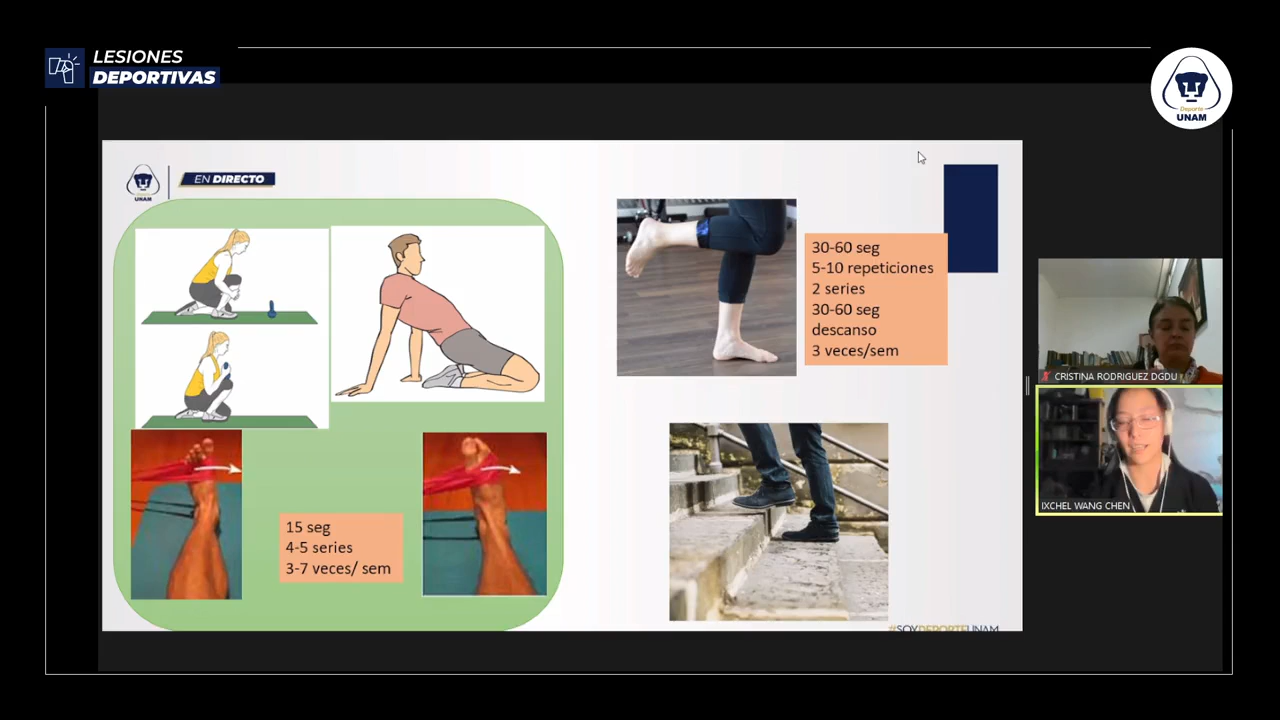 LESIONES
DEPORTIVAS
Deporte
UNAM
Deporte
UNAM
EN DIRECTO
30-60 seg
5-10 repeticiones
2 series
30-60 seg
descanso
3 veces/sem
15 seg
4-5 series
3-7 veces/ sem
#SOYDEPORTEUNAM
CRISTINA RODRIGUEZ DGDU
IXCHEL WANG CHEN